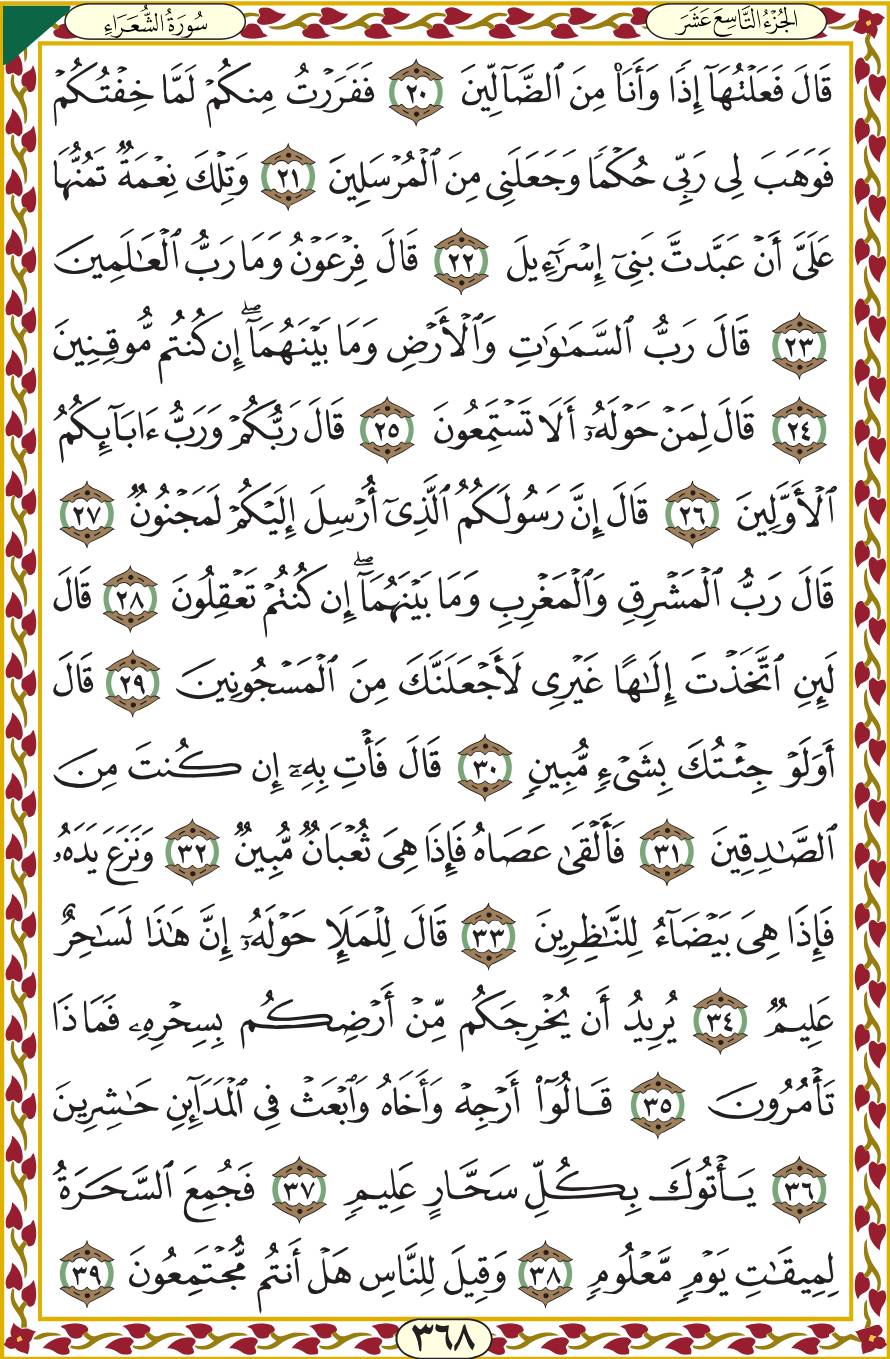 الجُزْءُ التَّاسِعَ عَشَرَ
سُورَةُ الشُّعَرَاءِ
قَالَ فَعَلْتُهَآ إِذًا وَأَنَا۠ مِنَ ٱلضَّآلِّينَ ٢٠ فَفَرَرْتُ مِنكُمْ لَمَّا خِفْتُكُمْ
فَوَهَبَ لِى رَبِّى حُكْمًا وَجَعَلَنِى مِنَ ٱلْمُرْسَلِينَ ٢١ وَتِلْكَ نِعْمَةٌ تَمُنُّهَا
عَلَىَّ أَنْ عَبَّدتَّ بَنِىٓ إِسْرَٰٓءِيلَ ٢٢ قَالَ فِرْعَوْنُ وَمَا رَبُّ ٱلْعَٰلَمِينَ
٢٣ قَالَ رَبُّ ٱلسَّمَٰوَٰتِ وَٱلْأَرْضِ وَمَا بَيْنَهُمَآ ۖ إِن كُنتُم مُّوقِنِينَ
٢٤ قَالَ لِمَنْ حَوْلَهُۥٓ أَلَا تَسْتَمِعُونَ ٢٥ قَالَ رَبُّكُمْ وَرَبُّ ءَابَآئِكُمُ
ٱلْأَوَّلِينَ ٢٦ قَالَ إِنَّ رَسُولَكُمُ ٱلَّذِىٓ أُرْسِلَ إِلَيْكُمْ لَمَجْنُونٌ ٢٧
قَالَ رَبُّ ٱلْمَشْرِقِ وَٱلْمَغْرِبِ وَمَا بَيْنَهُمَآ ۖ إِن كُنتُمْ تَعْقِلُونَ ٢٨ قَالَ
لَئِنِ ٱتَّخَذْتَ إِلَٰهًا غَيْرِى لَأَجْعَلَنَّكَ مِنَ ٱلْمَسْجُونِينَ ٢٩ قَالَ
أَوَلَوْ جِئْتُكَ بِشَىْءٍ مُّبِينٍ ٣٠ قَالَ فَأْتِ بِهِۦٓ إِن كُنتَ مِنَ
ٱلصَّٰدِقِينَ ٣١ فَأَلْقَىٰ عَصَاهُ فَإِذَا هِىَ ثُعْبَانٌ مُّبِينٌ ٣٢ وَنَزَعَ يَدَهُۥ
فَإِذَا هِىَ بَيْضَآءُ لِلنَّٰظِرِينَ ٣٣ قَالَ لِلْمَلَإِ حَوْلَهُۥٓ إِنَّ هَٰذَا لَسَٰحِرٌ
عَلِيمٌ ٣٤ يُرِيدُ أَن يُخْرِجَكُم مِّنْ أَرْضِكُم بِسِحْرِهِۦ فَمَاذَا
تَأْمُرُونَ ٣٥ قَالُوٓا۟ أَرْجِهْ وَأَخَاهُ وَٱبْعَثْ فِى ٱلْمَدَآئِنِ حَٰشِرِينَ
٣٦ يَأْتُوكَ بِكُلِّ سَحَّارٍ عَلِيمٍ ٣٧ فَجُمِعَ ٱلسَّحَرَةُ
لِمِيقَٰتِ يَوْمٍ مَّعْلُومٍ ٣٨ وَقِيلَ لِلنَّاسِ هَلْ أَنتُم مُّجْتَمِعُونَ ٣٩
٣٦٨